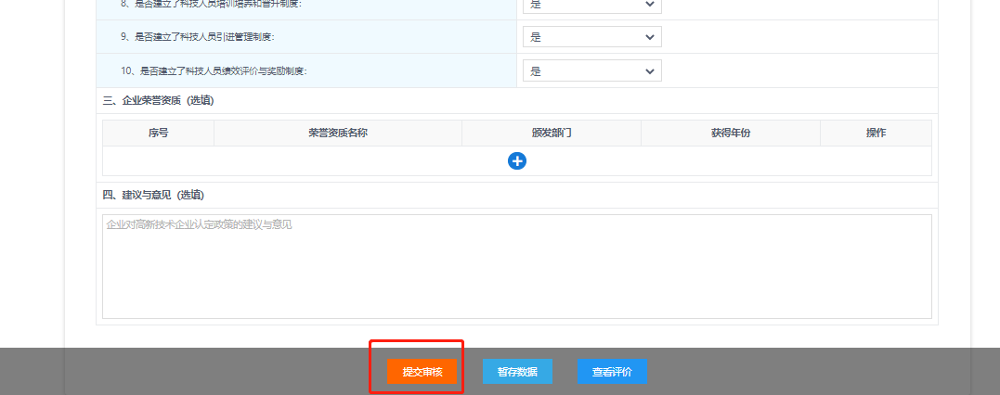 8、是否建立了科技人员培训培养和晋升制度:
是
9、是否建立了科技人员引进管理制度:
是
10、是否建立了科技人员绩效评价与奖励制度:
是
三、企业荣誉资质（选填）
序号
荣誉资质名称
颁发部门
获得年份
操作
四、建议与意见（选填）
企业对高新技术企业认定政策的建议与意见
提交审核
暂存数据
查看评价